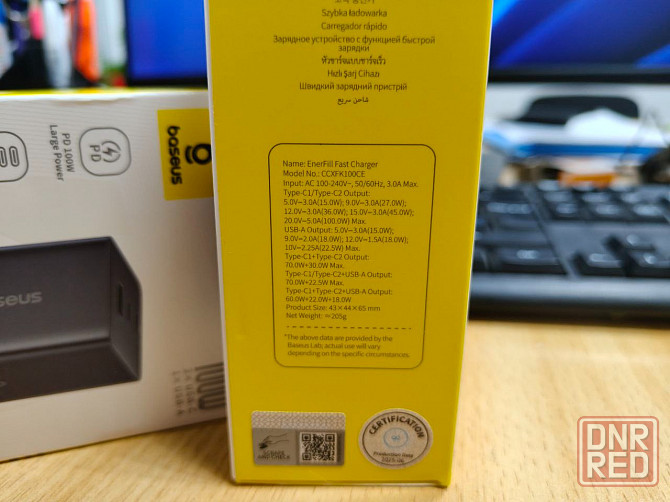 Szybka ładowarka
Carregador rápido
Зарядное устройство с функцией быстрой
зарядки
หัวชาร์จแบบชาร์จเร็ว
Hızlı Şarj Cihazı
Швидкий зарядний пристрій
شاحن سريع
Name: EnerFill Fast Charger
Model No.: CCXFK100CE
Input: AC 100-240V~, 50/60Hz, 3.0A Max.
Type-C1/Type-C2 Output:
5.0V⎓3.0A(15.0W); 9.0V⎓3.0A(27.0W);
12.0V⎓3.0A(36.0W); 15.0V⎓3.0A(45.0W);
20.0V⎓5.0A(100.0W) Max.
USB-A Output: 5.0V⎓3.0A(15.0W);
9.0V⎓2.0A(18.0W); 12.0V⎓1.5A(18.0W);
10V⎓2.25A(22.5W) Max.
Type-C1+Type-C2 Output:
70.0W+30.0W Max.
Type-C1/Type-C2+USB-A Output:
70.0W+22.5W Max.
Type-C1+Type-C2+USB-A Output:
60.0W+22.0W+18.0W
Product Size: 43×44×65 mm
Net Weight: ≈205g
*The above data are provided by the
Baseus Labs, actual use will vary
depending on the specific circumstances.
CERTIFICATION
Production Date
PD 100W
Large Power
PD
baseus
baseus
100W
DNR
RED